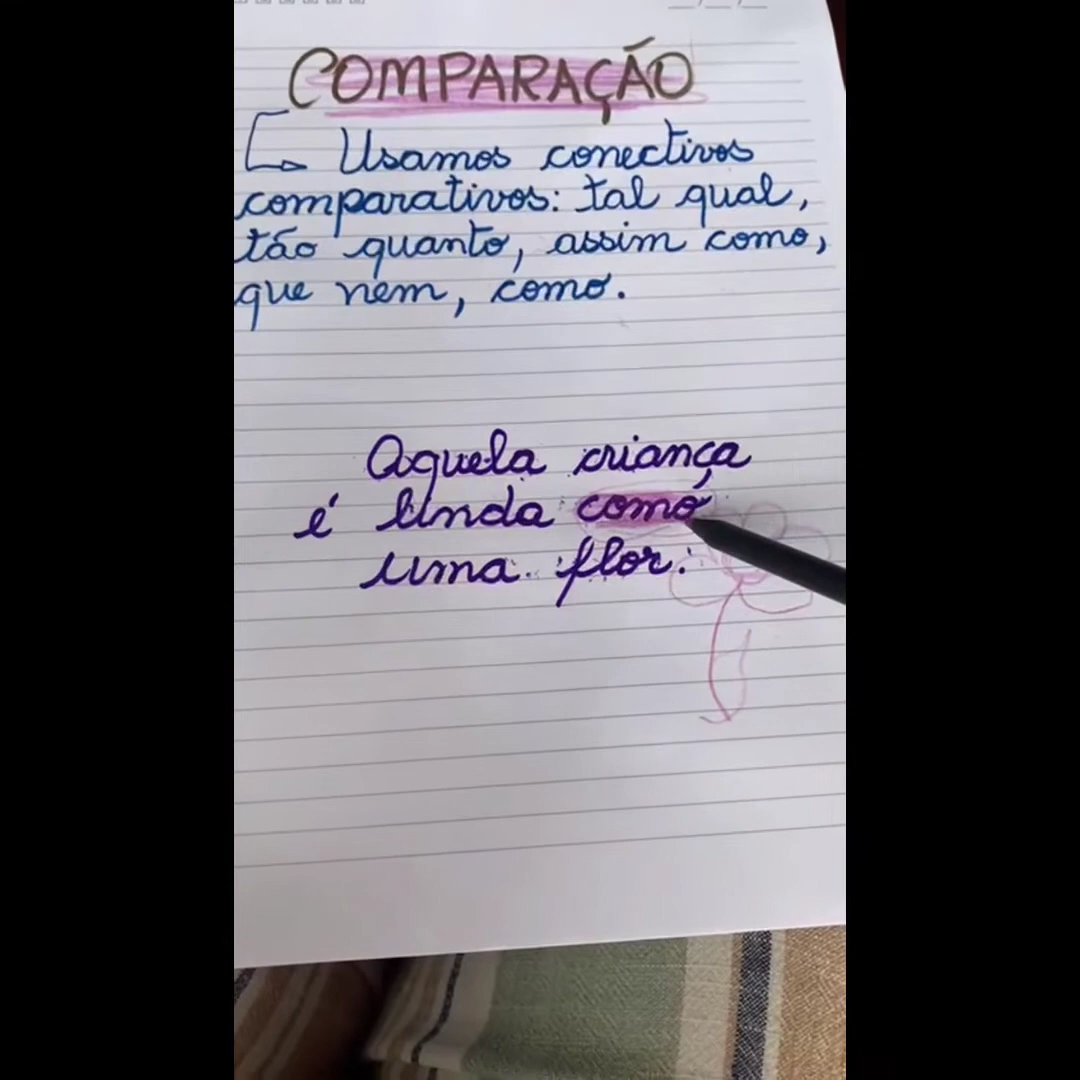 COMPARAÇÃO
Usamos conectivos
comparativos: tal qual,
tão quanto, assim como,
que nem, como.
Aquela criança
é linda como
uma flor.